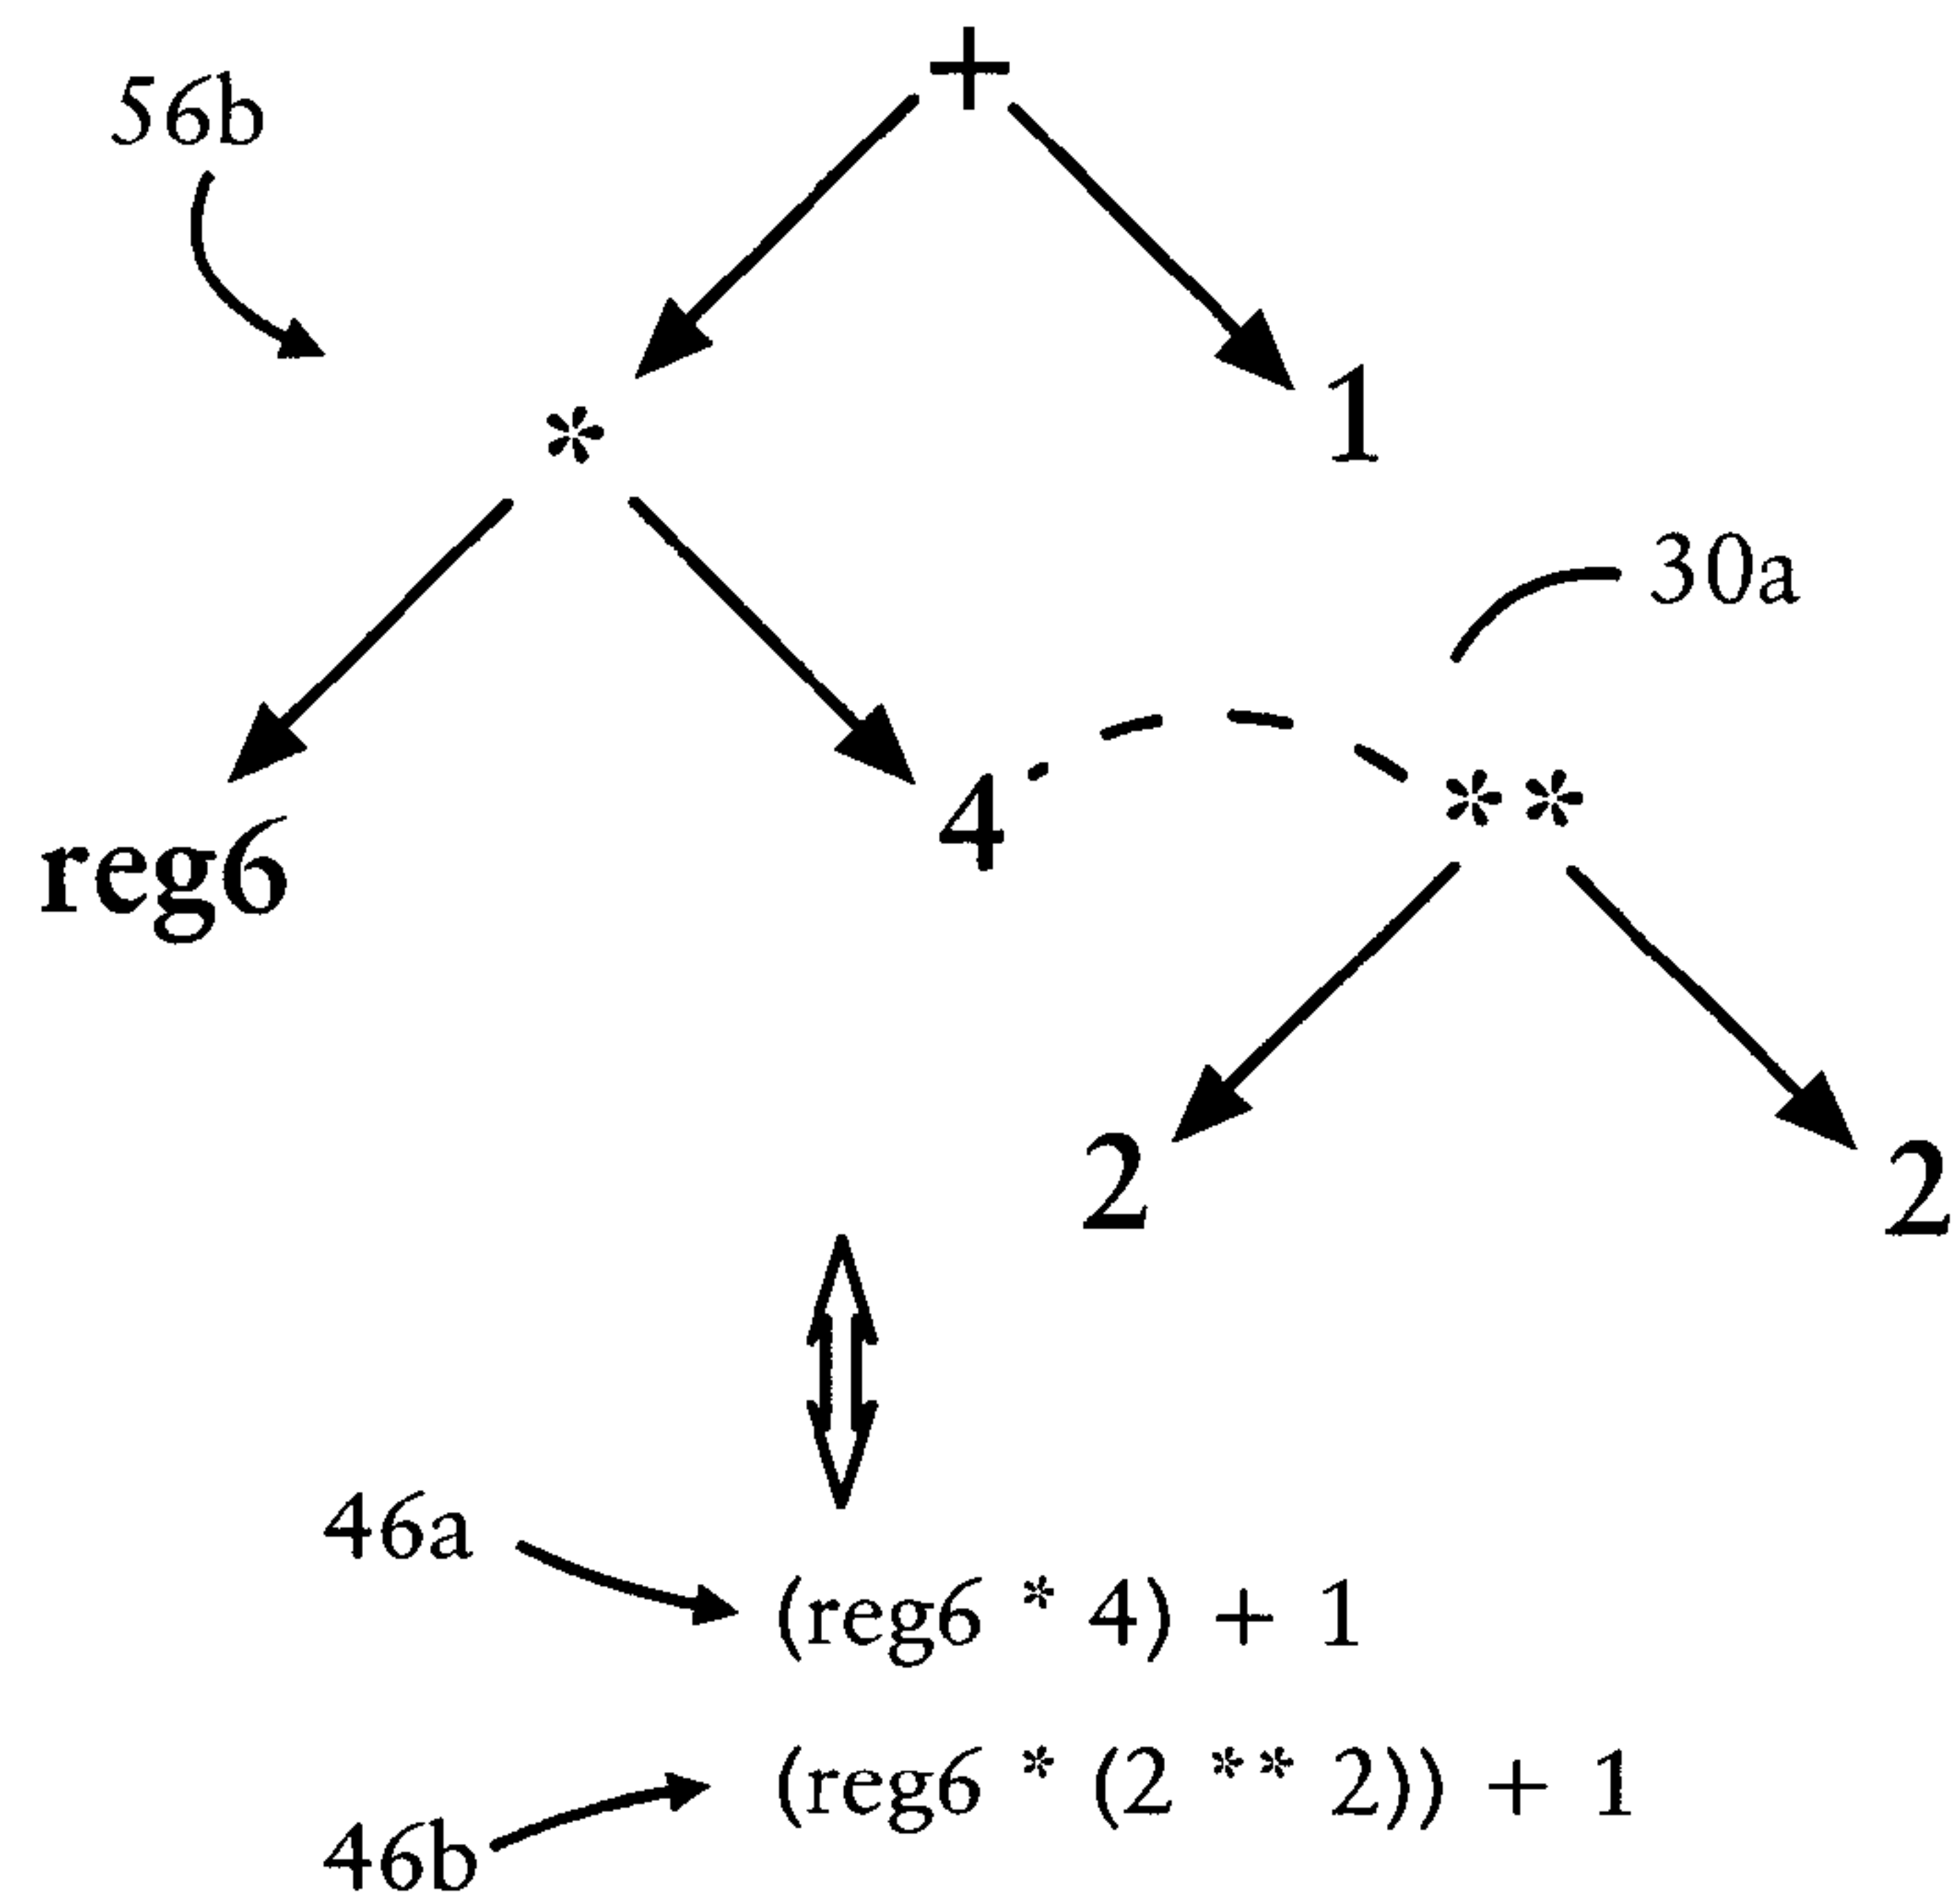 +
56b
*
1
30a
reg6
4
**
2
2
46a
(reg6 * 4) + 1
(reg6 * (2 ** 2)) + 1
46b